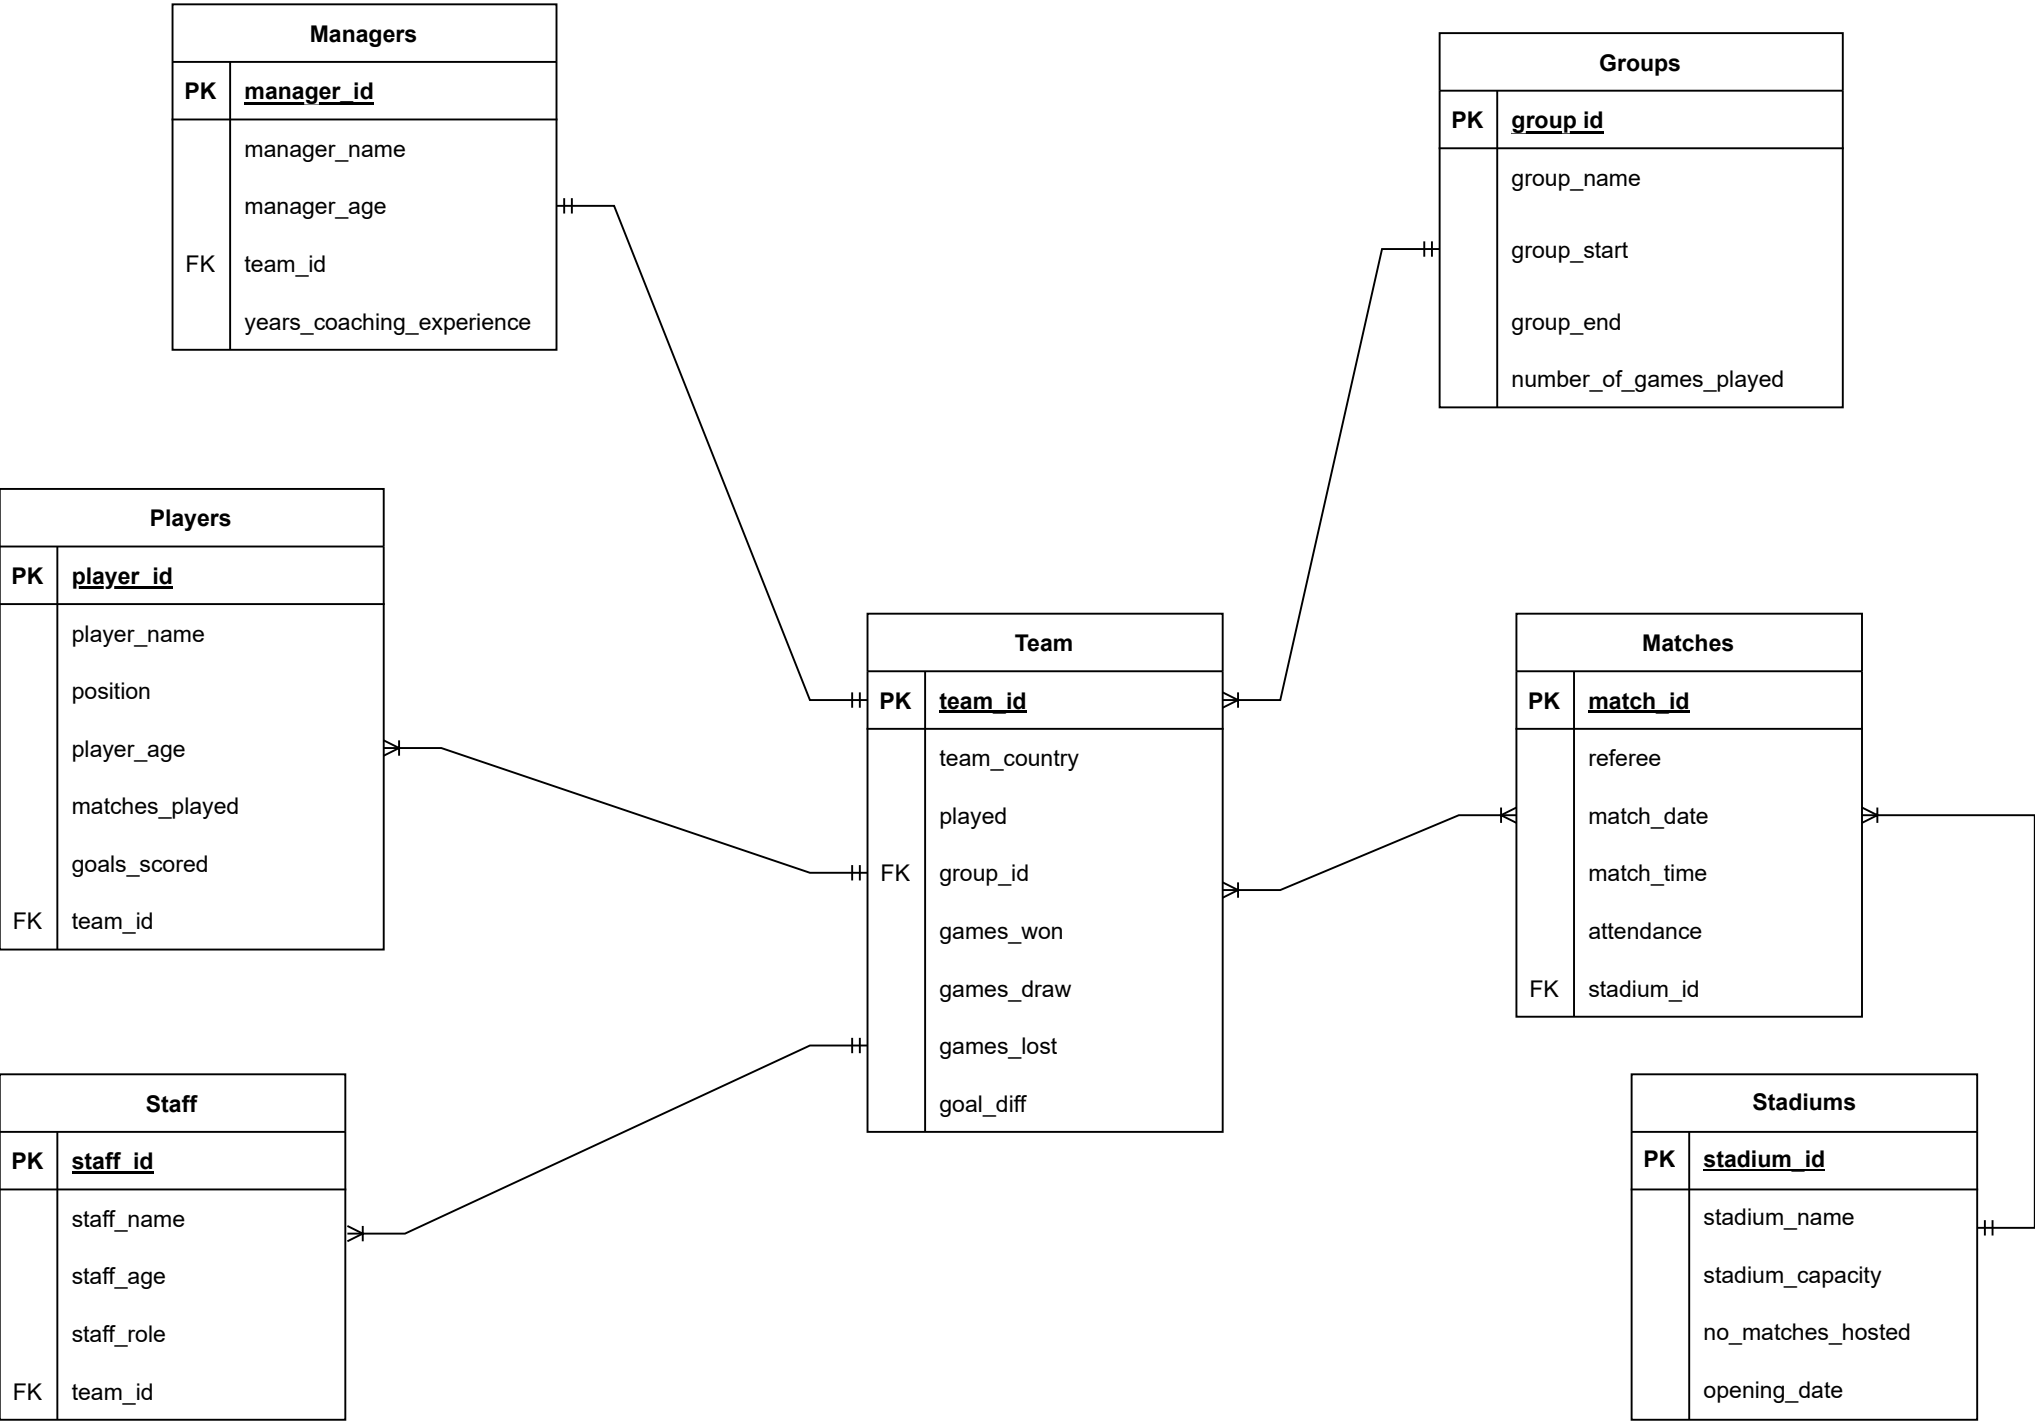 Managers
PK manager_id
manager_name
manager_age
FK team_id
years_coaching_experience
Groups
PK group id
group_name
group_start
group_end
number_of_games_played
Players
PK player_id
player_name
position
player_age
matches_played
goals_scored
FK team_id
Team
PK team_id
team_country
played
FK group_id
games_won
games_draw
games_lost
goal_diff
Matches
PK match_id
referee
match_date
match_time
attendance
FK stadium_id
Staff
PK staff_id
staff_name
staff_age
staff_role
FK team_id
Stadiums
PK stadium_id
stadium_name
stadium_capacity
no_matches_hosted
opening_date